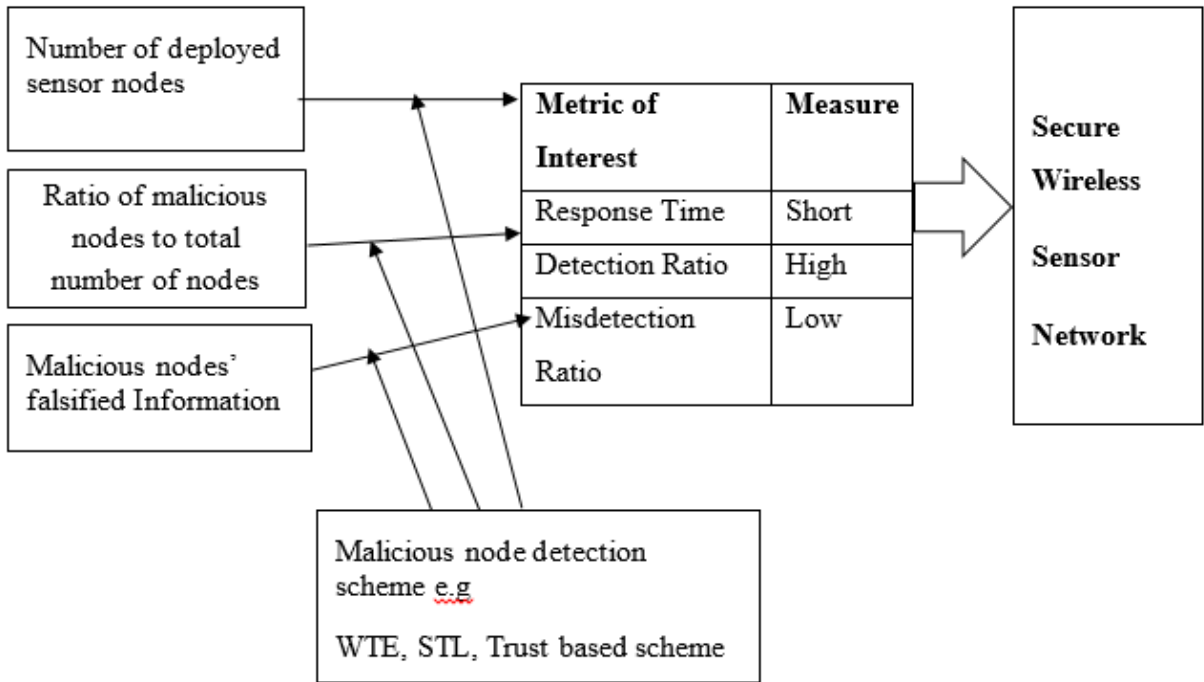 Number of deployed
sensor nodes
Ratio of malicious
nodes to total
number of nodes
Malicious nodes’
falsified Information
Metric of
Interest
Measure
Response Time
Short
Detection Ratio
High
Misdetection
Ratio
Low
Secure
Wireless
Sensor
Network
Malicious node detection
scheme e.g
WTE, STL, Trust based scheme